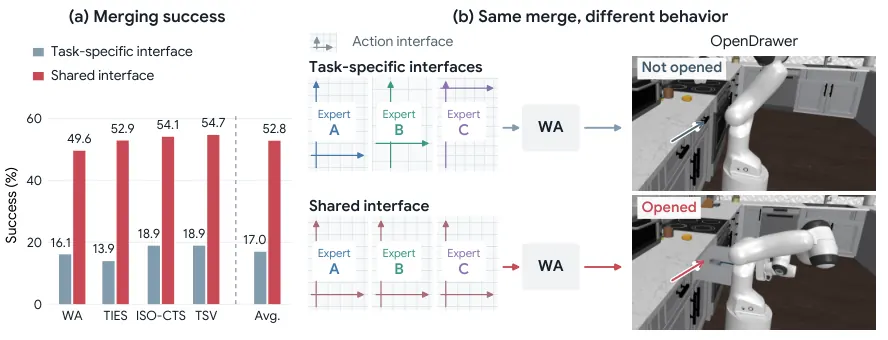 (a) Merging success
Task-specific interface
Shared interface
Success (%)
60
40
20
0
16.1
49.6
13.9
52.9
18.9
54.1
18.9
54.7
17.0
52.8
WA
TIES
ISO-CTS
TSV
Avg.
(b) Same merge, different behavior
Action interface
OpenDrawer
Task-specific interfaces
Expert
A
Expert
B
Expert
C
WA
Not opened
Shared interface
Expert
A
Expert
B
Expert
C
WA
Opened